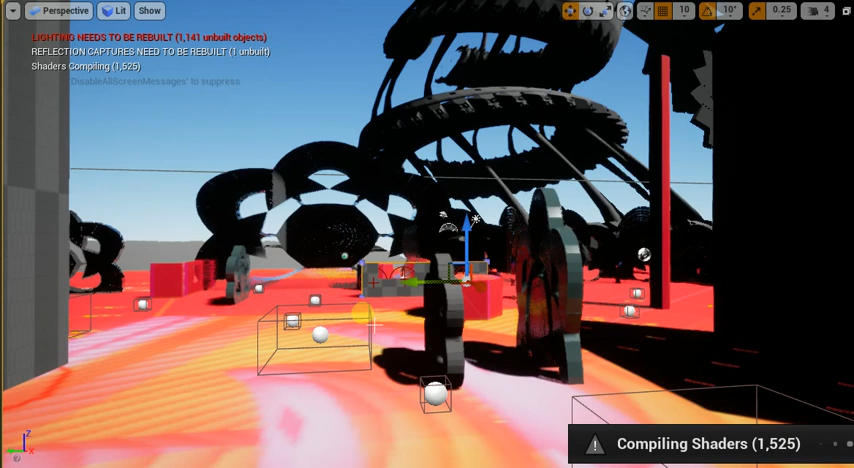 Perspective Lit Show 10 10° 0.25 4
LIGHTING NEEDS TO BE REBUILT (1,141 unbuilt objects)
REFLECTION CAPTURES NEED TO BE REBUILT (1 unbuilt)
Shaders Compiling (1,525)
'DisableAllScreenMessages' to suppress
Z
X
Compiling Shaders (1,525)